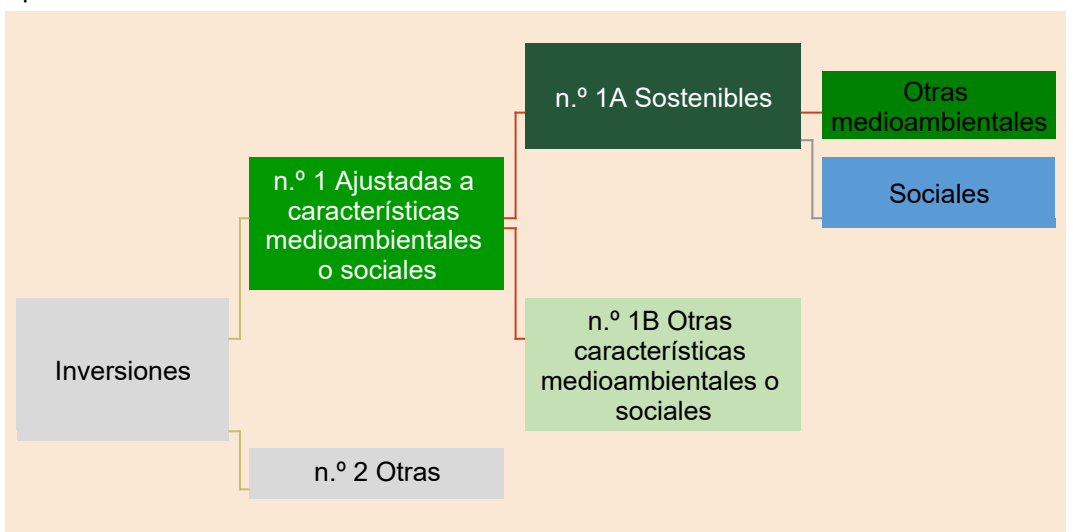 n.º 1A Sostenibles
Otras
medioambientales
Sociales
n.º 1 Ajustadas a
características
medioambientales
o sociales
n.º 1B Otras
características
medioambientales o
sociales
Inversiones
n.º 2 Otras